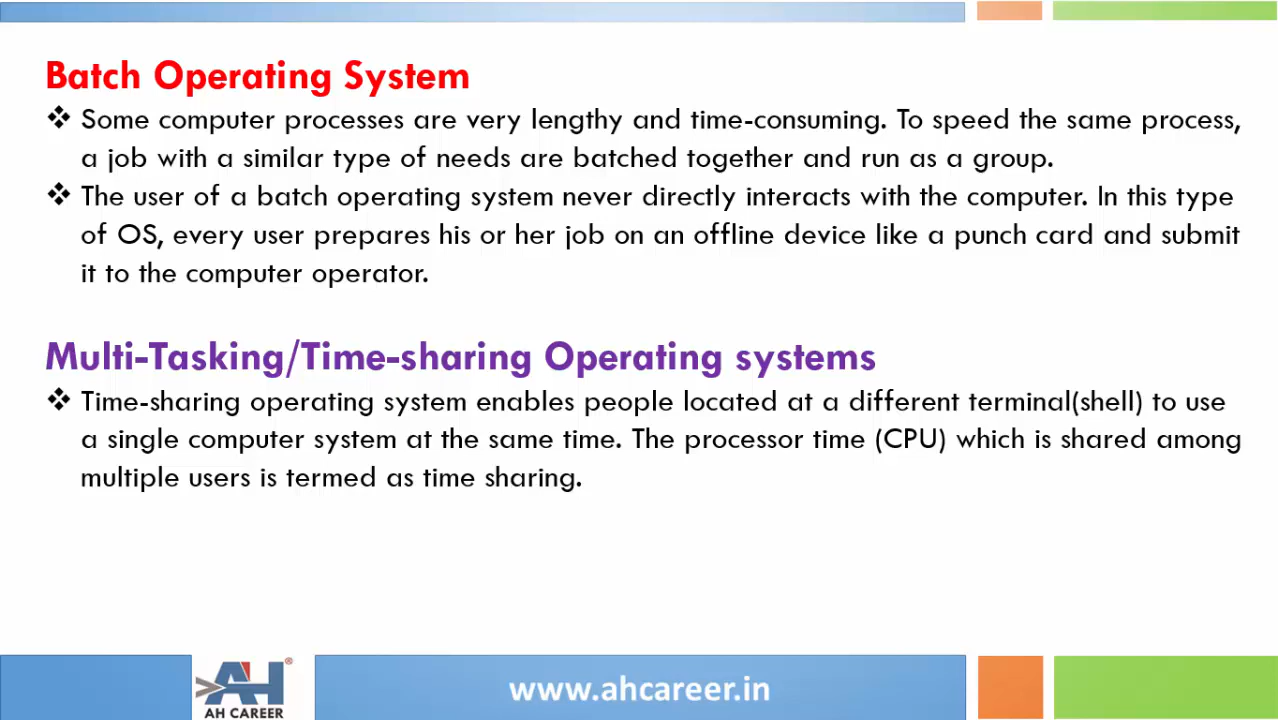 Batch Operating System
❖ Some computer processes are very lengthy and time-consuming. To speed the same process,
a job with a similar type of needs are batched together and run as a group.
❖ The user of a batch operating system never directly interacts with the computer. In this type
of OS, every user prepares his or her job on an offline device like a punch card and submit
it to the computer operator.
Multi-Tasking/Time-sharing Operating systems
❖ Time-sharing operating system enables people located at a different terminal(shell) to use
a single computer system at the same time. The processor time (CPU) which is shared among
multiple users is termed as time sharing.
AH®
AH CAREER
www.ahcareer.in